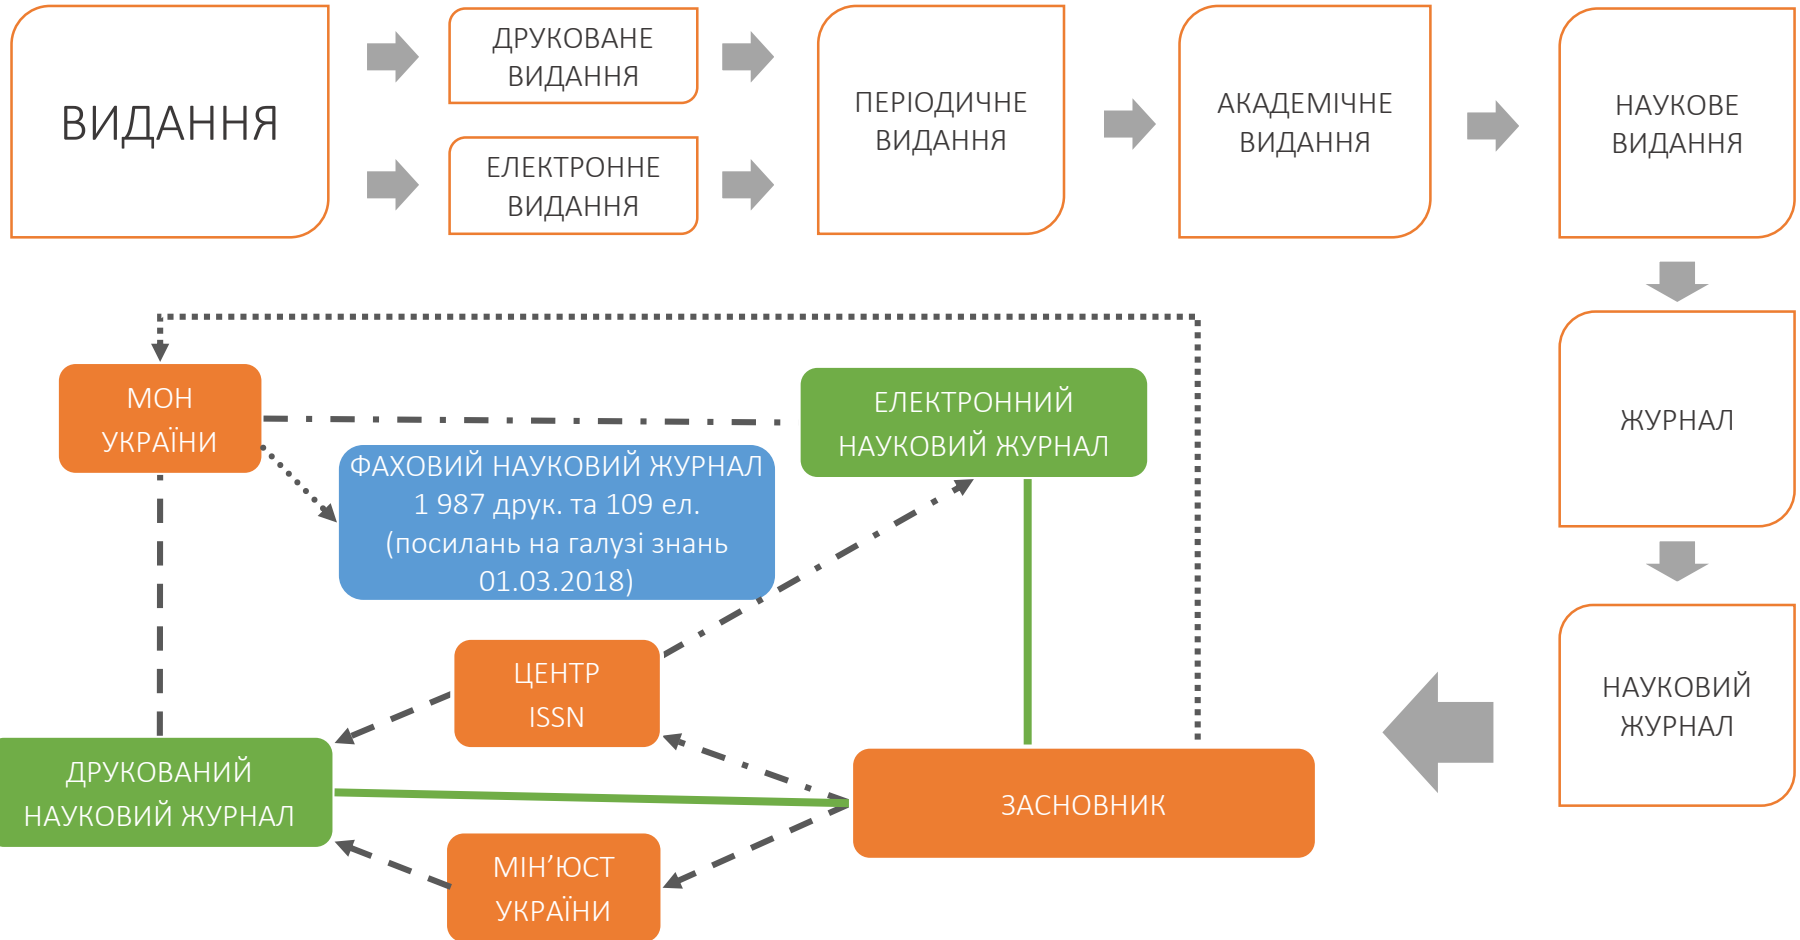 ВИДАННЯ
ДРУКОВАНЕ
ВИДАННЯ
ЕЛЕКТРОННЕ
ВИДАННЯ
ПЕРІОДИЧНЕ
ВИДАННЯ
АКАДЕМІЧНЕ
ВИДАННЯ
НАУКОВЕ
ВИДАННЯ
ЖУРНАЛ
НАУКОВИЙ
ЖУРНАЛ
МОН
УКРАЇНИ
ЕЛЕКТРОННИЙ
НАУКОВИЙ ЖУРНАЛ
ФАХОВИЙ НАУКОВИЙ ЖУРНАЛ
1 987 друк. та 109 ел.
(посилань на галузі знань
01.03.2018)
ЦЕНТР
ISSN
ДРУКОВАНИЙ
НАУКОВИЙ ЖУРНАЛ
ЗАСНОВНИК
МІН’ЮСТ
УКРАЇНИ